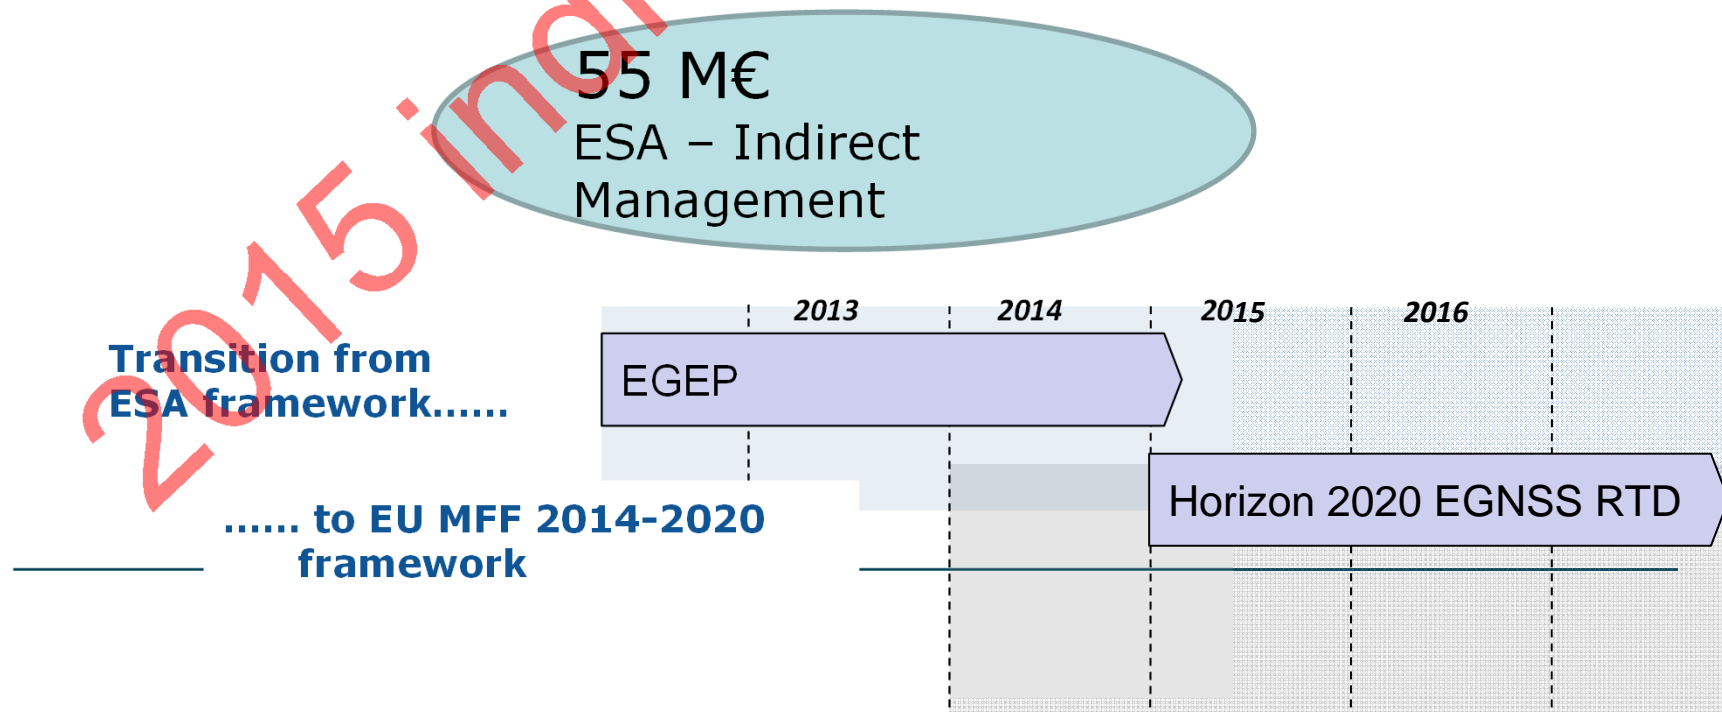 55 M€
ESA – Indirect
Management
2013 2014 2015 2016
Transition from
ESA framework......
EGEP
Horizon 2020 EGNSS RTD
...... to EU MFF 2014-2020
framework
2015